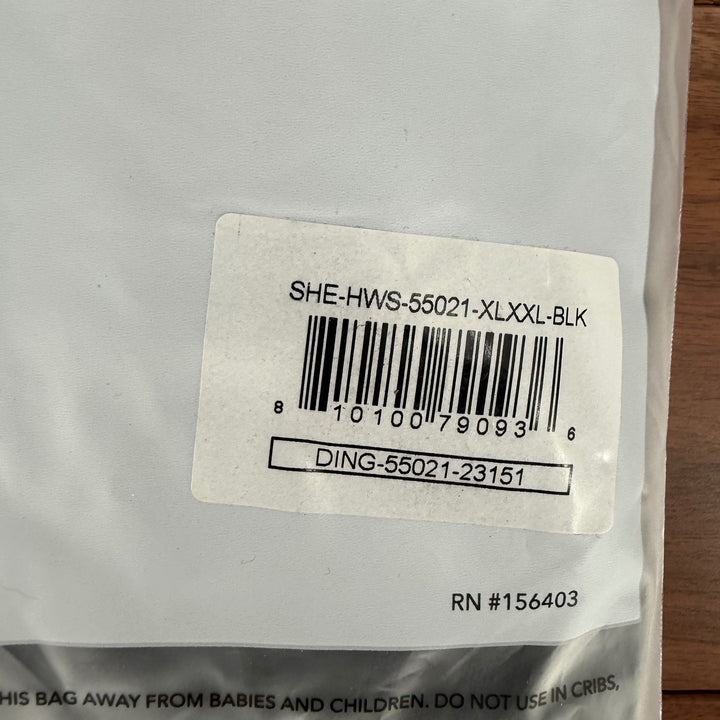 SHE-HWS-55021-XLXXL-BLK
8 10100 79093 6
DING-55021-23151
RN #156403
HIS BAG AWAY FROM BABIES AND CHILDREN. DO NOT USE IN CRIBS,